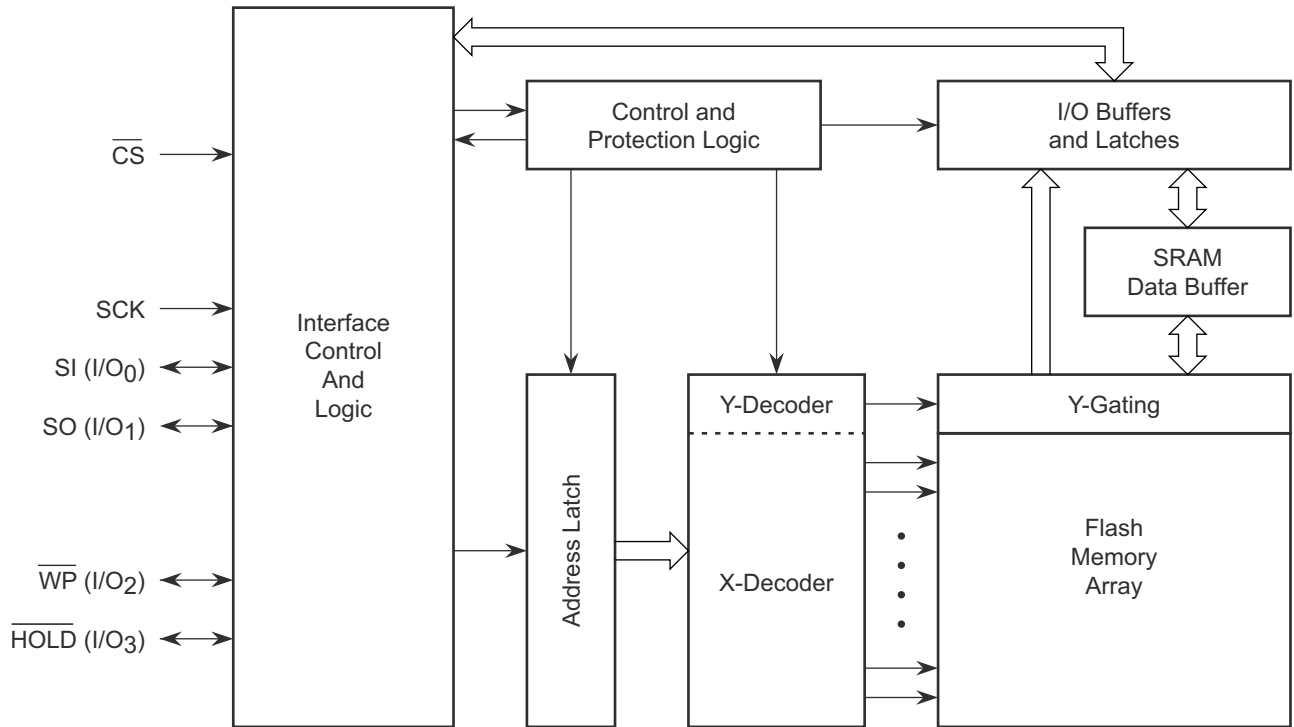 CS
SCK
SI (I/O0)
SO (I/O1)
WP (I/O2)
HOLD (I/O3)
Interface
Control
And
Logic
Control and
Protection Logic
I/O Buffers
and Latches
SRAM
Data Buffer
Address Latch
Y-Decoder
X-Decoder
Y-Gating
Flash
Memory
Array